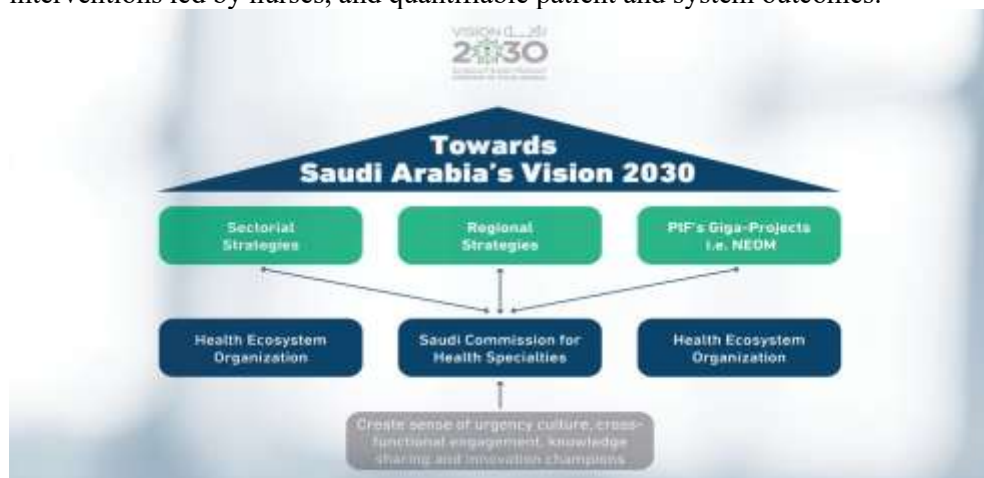 interventions led by nurses, and quantifiable patient and system outcomes.
VISION
2030
Towards
Saudi Arabia's Vision 2030
Sectorial
Strategies
Regional
Strategies
PIF's Giga-Projects
i.e. NEOM
Health Ecosystem
Organization
Saudi Commission for
Health Specialties
Health Ecosystem
Organization
Create sense of urgency culture, cross-
functional engagement, knowledge
sharing and innovation champions